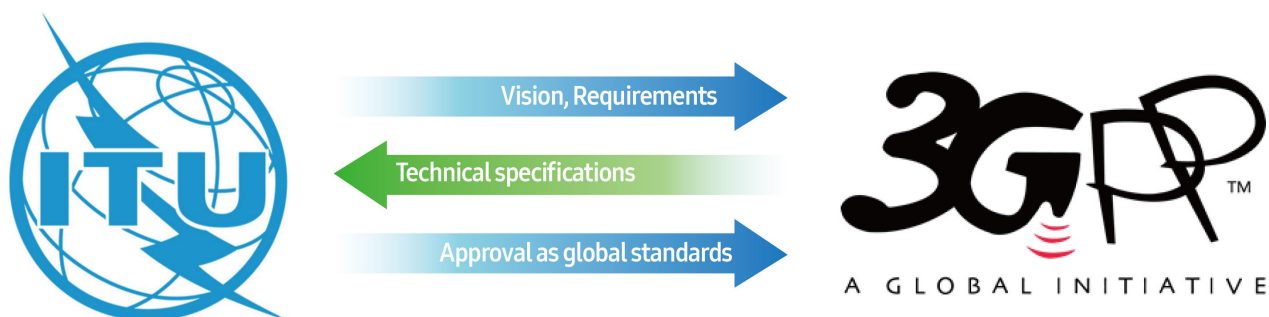 ITU
Vision, Requirements
Technical specifications
Approval as global standards
3GPP™
A GLOBAL INITIATIVE